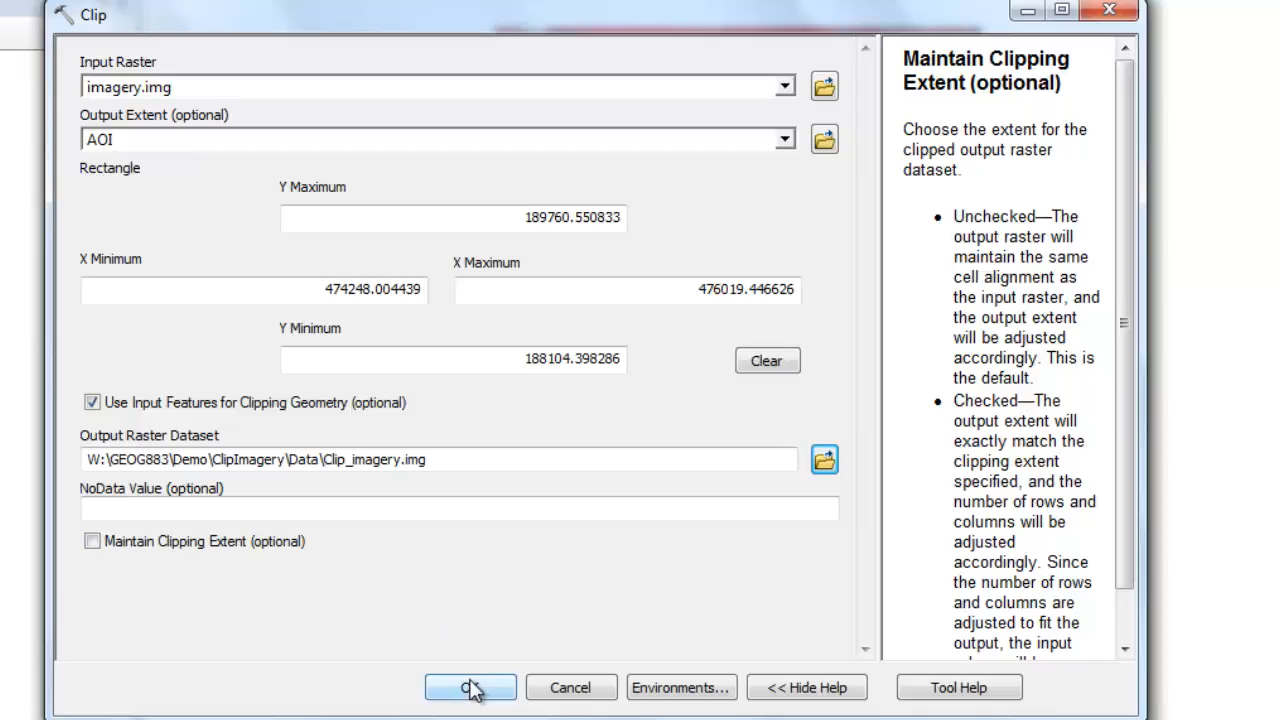 Clip
Input Raster
imagery.img
Output Extent (optional)
AOI
Rectangle
Y Maximum
189760.550833
X Minimum
474248.004439
X Maximum
476019.446626
Y Minimum
188104.398286
Clear
Use Input Features for Clipping Geometry (optional)
Output Raster Dataset
W:\GEOG883\Demo\ClipImagery\Data\Clip_imagery.img
NoData Value (optional)
Maintain Clipping Extent (optional)
Cancel
Environments...
<< Hide Help
Tool Help
Maintain Clipping
Extent (optional)
Choose the extent for the
clipped output raster
dataset.
• Unchecked—The
output raster will
maintain the same
cell alignment as
the input raster, and
the output extent
will be adjusted
accordingly. This is
the default.
• Checked—The
output extent will
exactly match the
clipping extent
specified, and the
number of rows and
columns will be
adjusted
accordingly. Since
the number of rows
and columns are
adjusted to fit the
output, the input